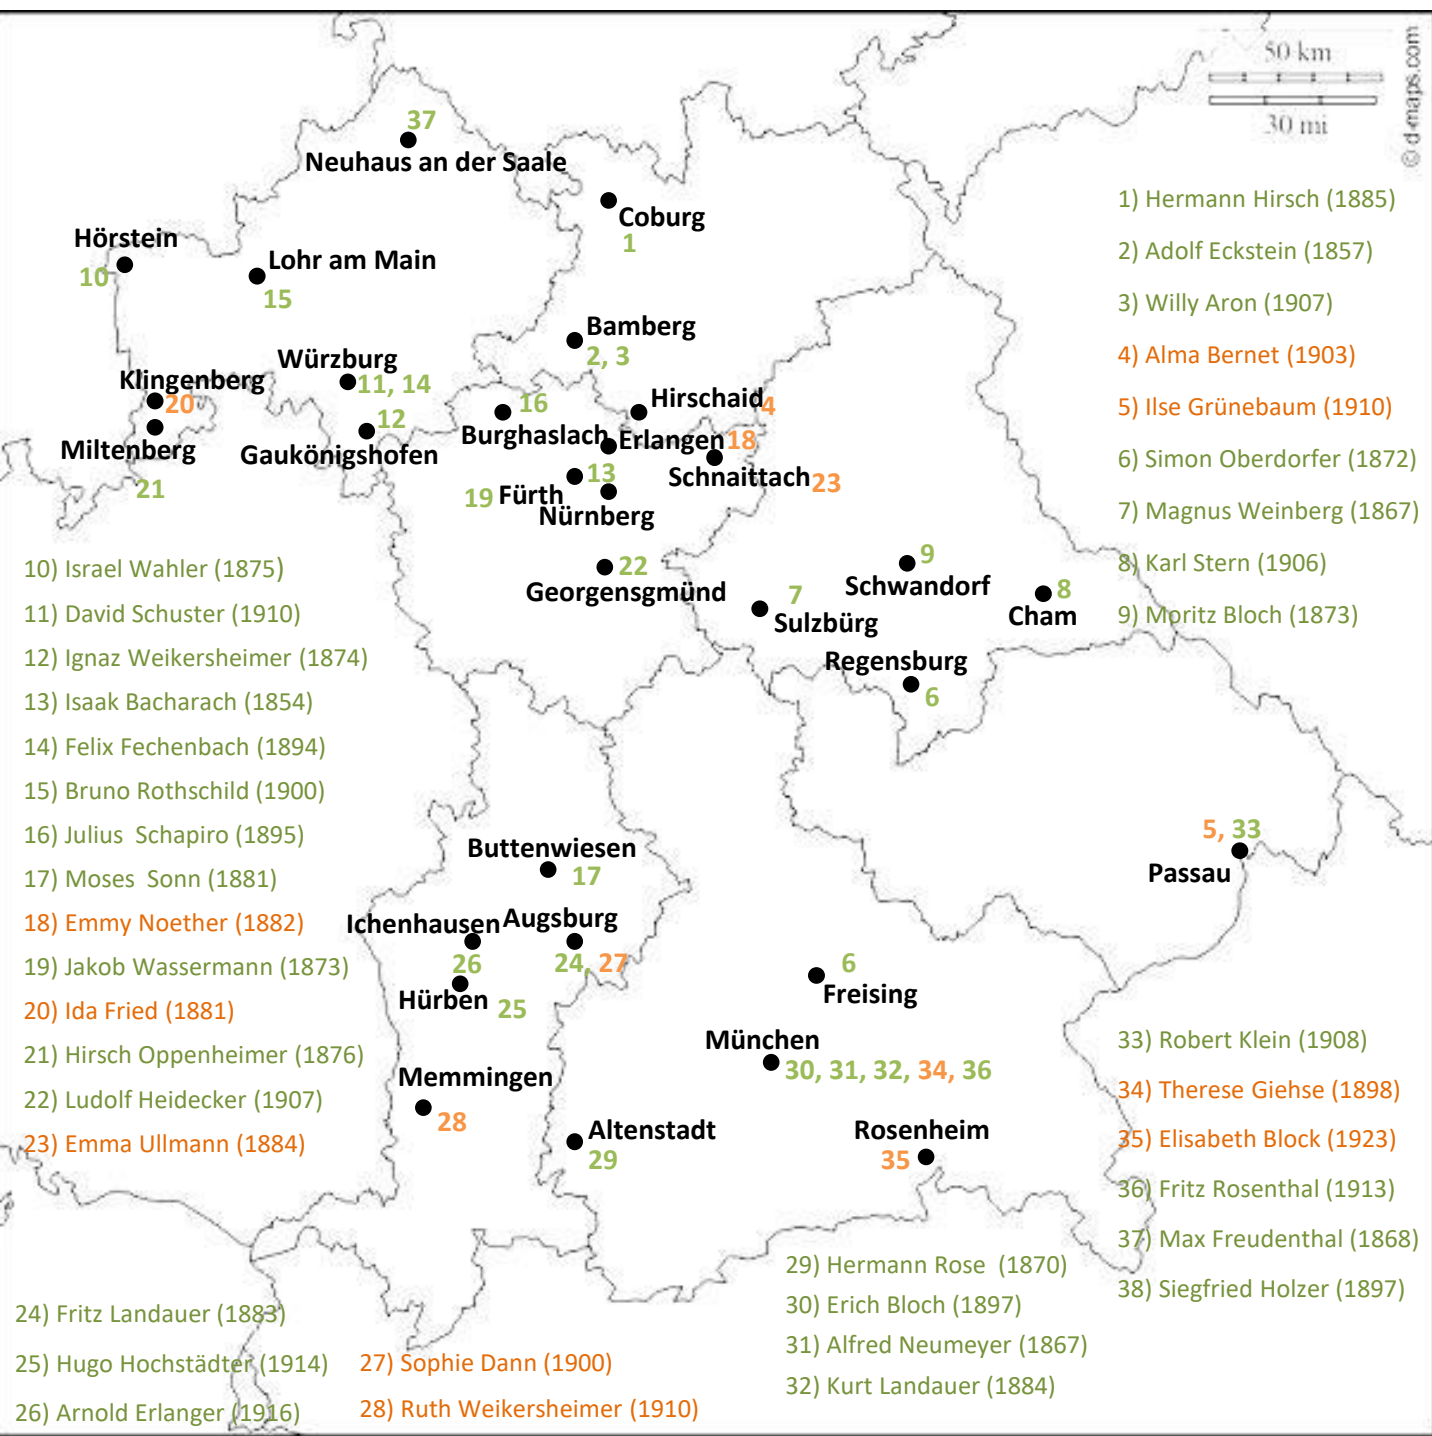 50 km
30 mi
© d-maps.com
37
Neuhaus an der Saale
Coburg
1
Hörstein
10
Lohr am Main
15
Bamberg
2, 3
Würzburg
11, 14
Klingenberg
20
12
Gaukönigshofen
Miltenberg
21
16
Burghaslach
Hirschaid
4
Erlangen
18
Schnaittach
23
13
19
Fürth
Nürnberg
22
Georgensgmünd
9
Schwandorf
8
Cham
7
Sulzbürg
Regensburg
6
5, 33
Passau
Buttenwiesen
17
Ichenhausen
26
Augsburg
24, 27
Hürben
25
6
Freising
München
30, 31, 32, 34, 36
Memmingen
28
Altenstadt
29
Rosenheim
35
1) Hermann Hirsch (1885)
2) Adolf Eckstein (1857)
3) Willy Aron (1907)
4) Alma Bernet (1903)
5) Ilse Grünebaum (1910)
6) Simon Oberdorfer (1872)
7) Magnus Weinberg (1867)
8) Karl Stern (1906)
9) Moritz Bloch (1873)
10) Israel Wahler (1875)
11) David Schuster (1910)
12) Ignaz Weikersheimer (1874)
13) Isaak Bacharach (1854)
14) Felix Fechenbach (1894)
15) Bruno Rothschild (1900)
16) Julius  Schapiro (1895)
17) Moses  Sonn (1881)
18) Emmy Noether (1882)
19) Jakob Wassermann (1873)
20) Ida Fried (1881)
21) Hirsch Oppenheimer (1876)
22) Ludolf Heidecker (1907)
23) Emma Ullmann (1884)
24) Fritz Landauer (1883)
25) Hugo Hochstädter (1914)
26) Arnold Erlanger (1916)
27) Sophie Dann (1900)
28) Ruth Weikersheimer (1910)
29) Hermann Rose  (1870)
30) Erich Bloch (1897)
31) Alfred Neumeyer (1867)
32) Kurt Landauer (1884)
33) Robert Klein (1908)
34) Therese Giehse (1898)
35) Elisabeth Block (1923)
36) Fritz Rosenthal (1913)
37) Max Freudenthal (1868)
38) Siegfried Holzer (1897)